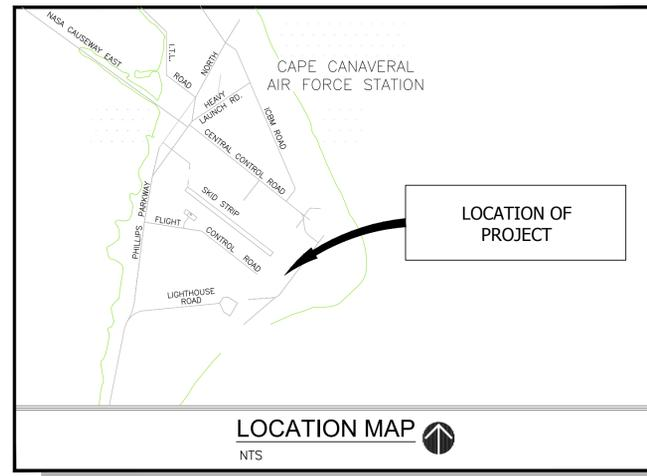 NASA CAUSEWAY EAST
I.T.L.
ROAD
NORTH
CAPE CANAVERAL
AIR FORCE STATION
HEAVY
LAUNCH RD.
ICBM ROAD
CENTRAL CONTROL ROAD
SKID STRIP
PHILLIPS PARKWAY
FLIGHT
CONTROL ROAD
LOCATION OF
PROJECT
LIGHTHOUSE
ROAD
LOCATION MAP
NTS